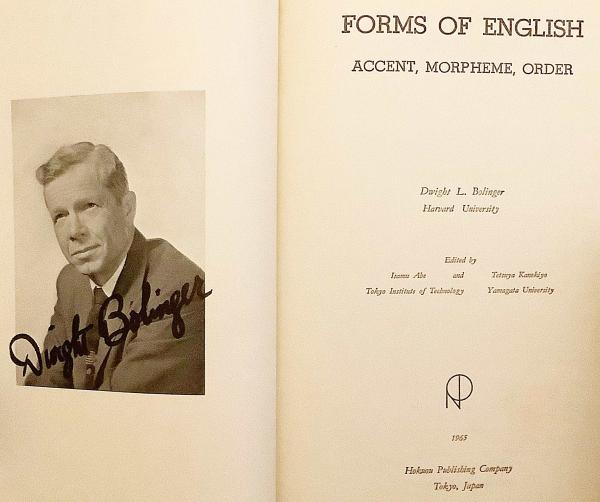 Dwight Bolinger
FORMS OF ENGLISH
ACCENT, MORPHEME, ORDER
Dwight L. Bolinger
Harvard University
Edited by
Isamu Abe and Tetsuya Kanekiyo
Tokyo Institute of Technology Yamagata University
1965
Hokuou Publishing Company
Tokyo, Japan